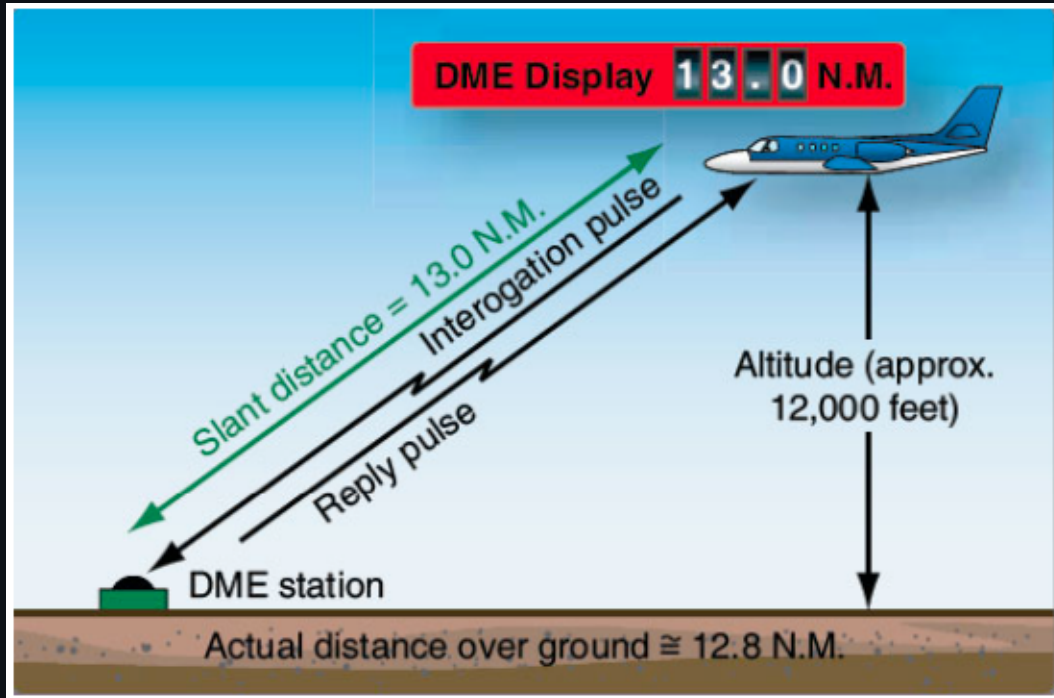 DME Display 13.0 N.M.
Slant distance = 13.0 N.M.
Interogation pulse
Reply pulse
Altitude (approx.
12,000 feet)
DME station
Actual distance over ground ≅ 12.8 N.M.